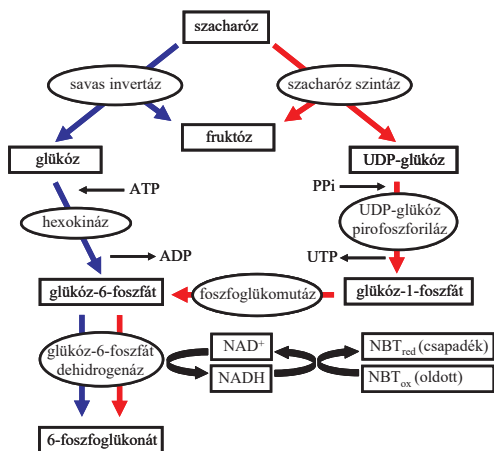 szacharóz
savas invertáz
szacharóz szintáz
fruktóz
glükóz
UDP-glükóz
ATP
PPi
hexokináz
UDP-glükóz
pirofoszforiláz
ADP
UTP
glükóz-6-foszfát
foszfoglükomutáz
glükóz-1-foszfát
glükóz-6-foszfát
dehidrogenáz
NAD⁺
NADH
NBTred (csapadék)
NBTox (oldott)
6-foszfoglükonát